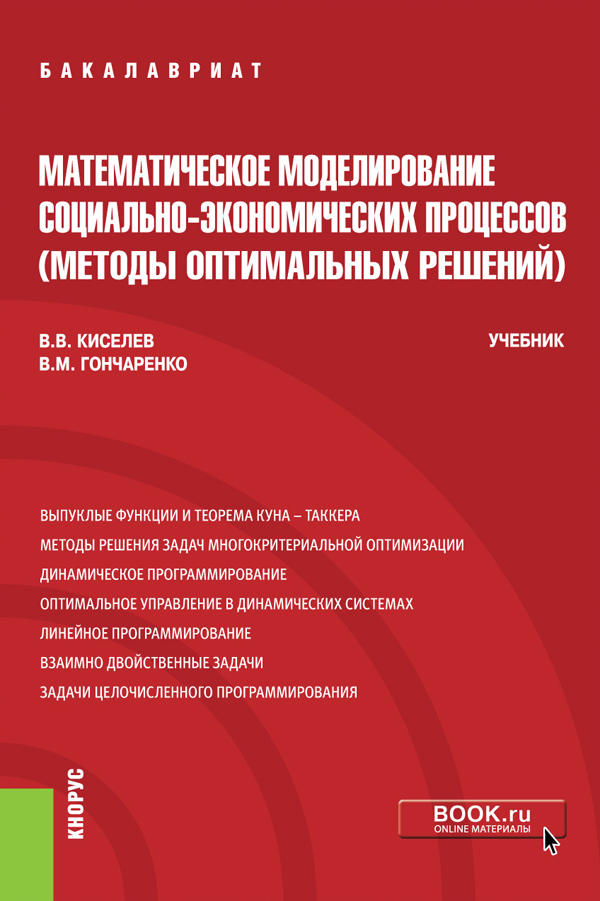 БАКАЛАВРИАТ
МАТЕМАТИЧЕСКОЕ МОДЕЛИРОВАНИЕ
СОЦИАЛЬНО-ЭКОНОМИЧЕСКИХ ПРОЦЕССОВ
(МЕТОДЫ ОПТИМАЛЬНЫХ РЕШЕНИЙ)
В.В. КИСЕЛЕВ
В.М. ГОНЧАРЕНКО
УЧЕБНИК
ВЫПУКЛЫЕ ФУНКЦИИ И ТЕОРЕМА КУНА – ТАККЕРА
МЕТОДЫ РЕШЕНИЯ ЗАДАЧ МНОГОКРИТЕРИАЛЬНОЙ ОПТИМИЗАЦИИ
ДИНАМИЧЕСКОЕ ПРОГРАММИРОВАНИЕ
ОПТИМАЛЬНОЕ УПРАВЛЕНИЕ В ДИНАМИЧЕСКИХ СИСТЕМАХ
ЛИНЕЙНОЕ ПРОГРАММИРОВАНИЕ
ВЗАИМНО ДВОЙСТВЕННЫЕ ЗАДАЧИ
ЗАДАЧИ ЦЕЛОЧИСЛЕННОГО ПРОГРАММИРОВАНИЯ
КНОРУС
BOOK.ru
ONLINE МАТЕРИАЛЫ